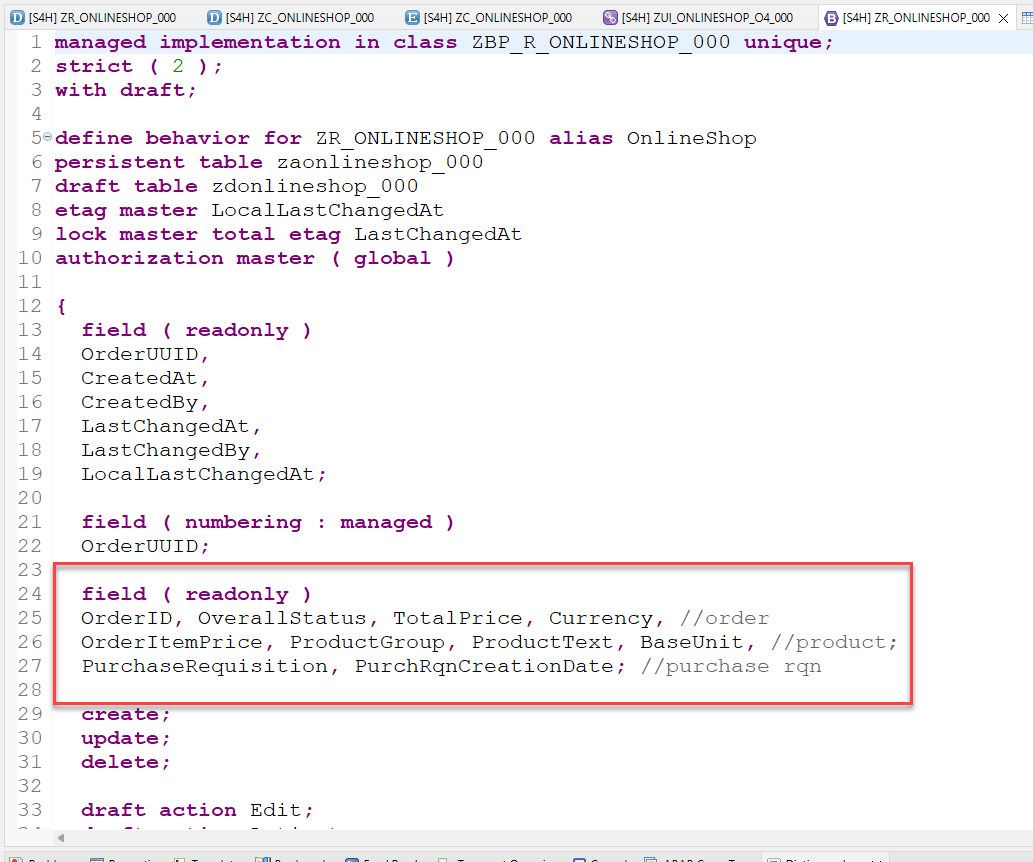 [S4H] ZR_ONLINESHOP_000 [S4H] ZC_ONLINESHOP_000 [S4H] ZC_ONLINESHOP_000 [S4H] ZUI_ONLINESHOP_O4_000 [S4H] ZR_ONLINESHOP_000
1 managed implementation in class ZBP_R_ONLINESHOP_000 unique;
2 strict ( 2 );
3 with draft;
4
5 define behavior for ZR_ONLINESHOP_000 alias OnlineShop
6 persistent table zaonlineshop_000
7 draft table zdonlineshop_000
8 etag master LocalLastChangedAt
9 lock master total etag LastChangedAt
10 authorization master ( global )
11
12 {
13 field ( readonly )
14 OrderUUID,
15 CreatedAt,
16 CreatedBy,
17 LastChangedAt,
18 LastChangedBy,
19 LocalLastChangedAt;
20
21 field ( numbering : managed )
22 OrderUUID;
23
24 field ( readonly )
25 OrderID, OverallStatus, TotalPrice, Currency, //order
26 OrderItemPrice, ProductGroup, ProductText, BaseUnit, //product;
27 PurchaseRequisition, PurchRqnCreationDate; //purchase rqn
28
29 create;
30 update;
31 delete;
32
33 draft action Edit;